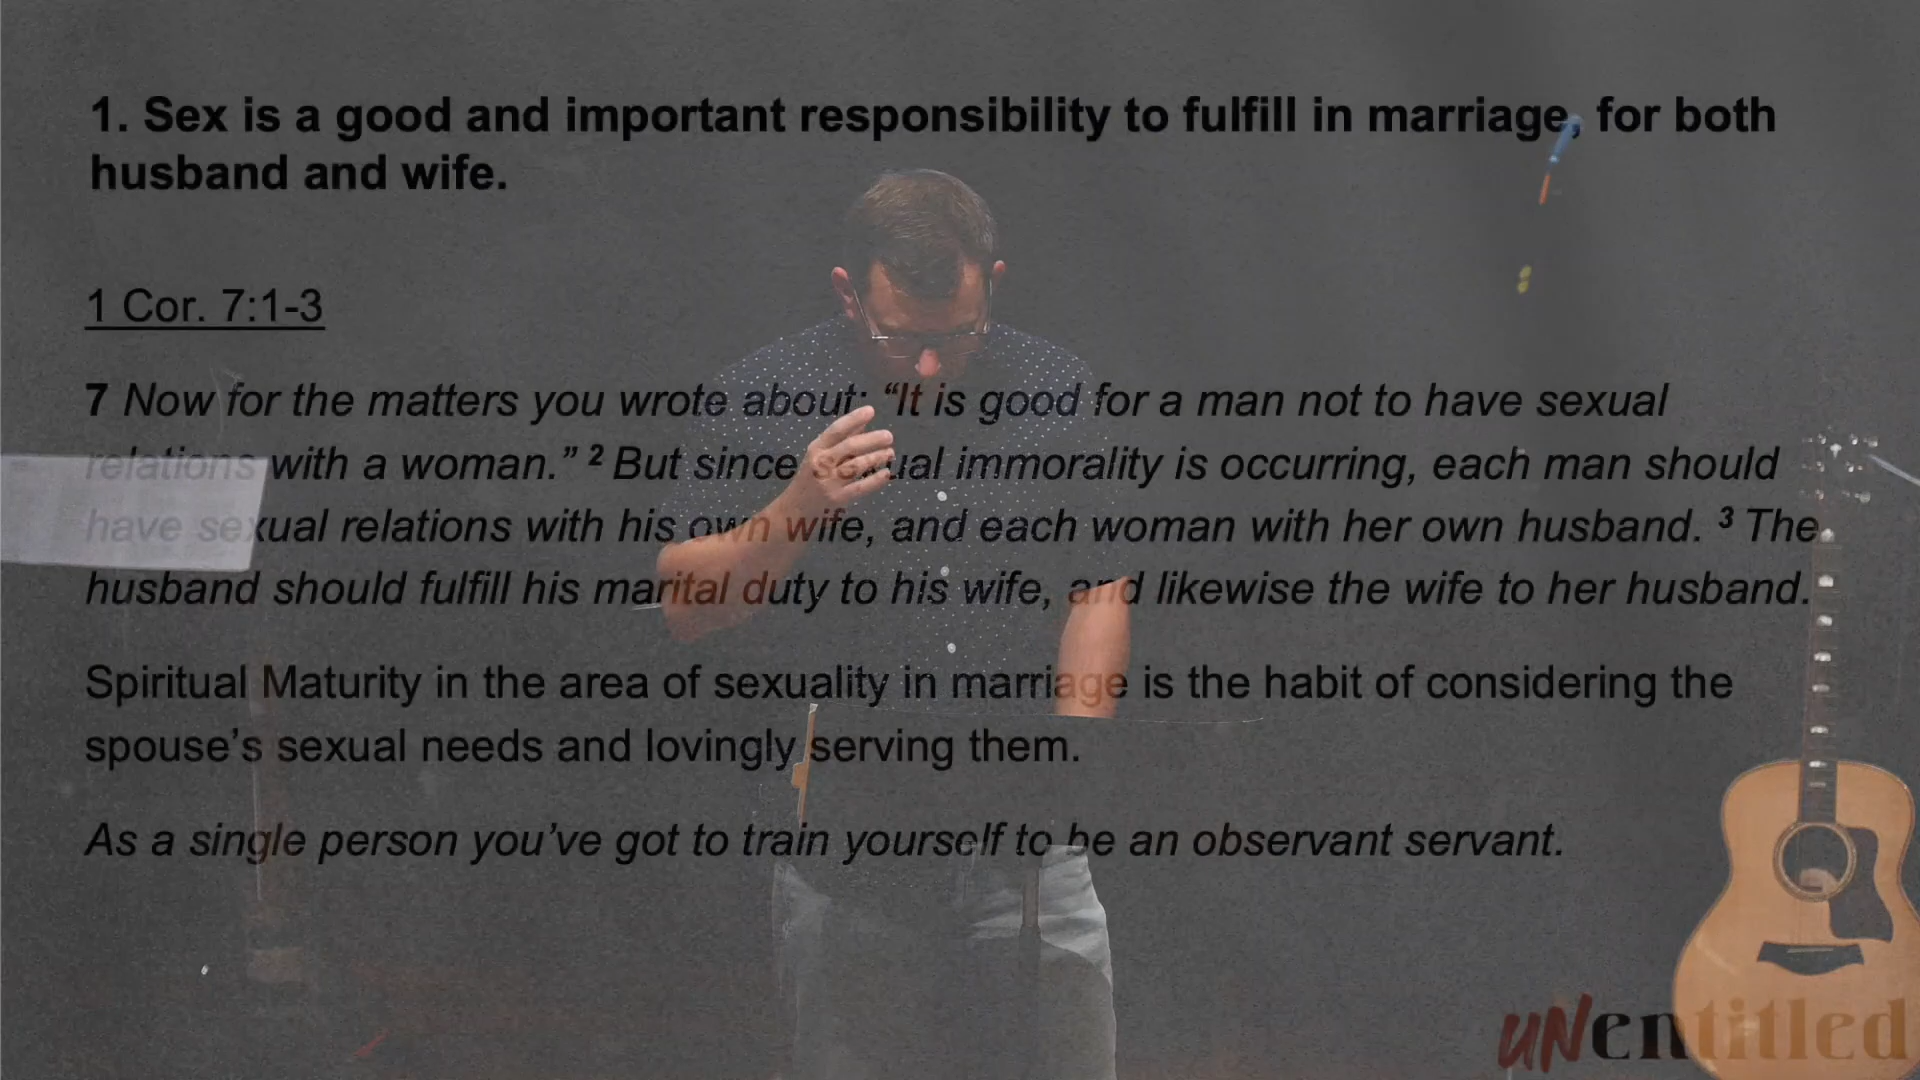 1. Sex is a good and important responsibility to fulfill in marriage, for both
husband and wife.
1 Cor. 7:1-3
7 Now for the matters you wrote about: “It is good for a man not to have sexual
relations with a woman.” 2 But since sexual immorality is occurring, each man should
have sexual relations with his own wife, and each woman with her own husband. 3 The
husband should fulfill his marital duty to his wife, and likewise the wife to her husband.
Spiritual Maturity in the area of sexuality in marriage is the habit of considering the
spouse’s sexual needs and lovingly serving them.
As a single person you’ve got to train yourself to be an observant servant.
uNentitled